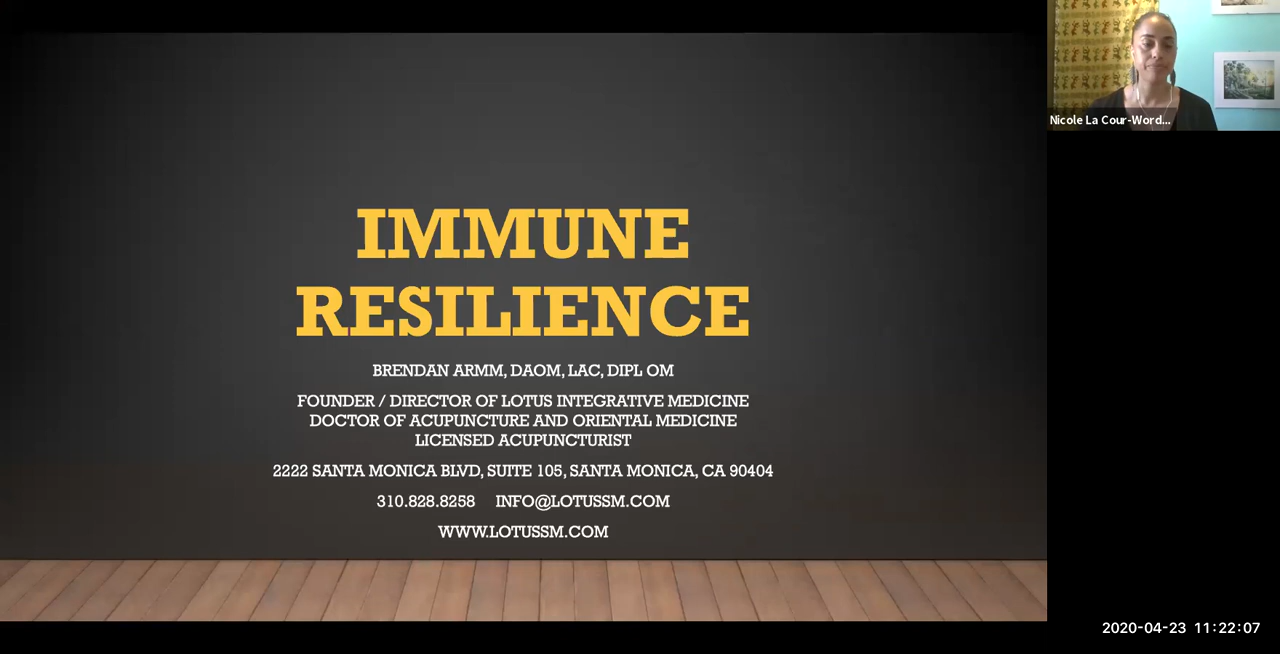 IMMUNE
RESILIENCE
BRENDAN ARMM, DAOM, LAC, DIPL OM
FOUNDER / DIRECTOR OF LOTUS INTEGRATIVE MEDICINE
DOCTOR OF ACUPUNCTURE AND ORIENTAL MEDICINE
LICENSED ACUPUNCTURIST
2222 SANTA MONICA BLVD, SUITE 105, SANTA MONICA, CA 90404
310.828.8258 INFO@LOTUSSM.COM
WWW.LOTUSSM.COM
Nicole La Cour-Word...
2020-04-23 11:22:07